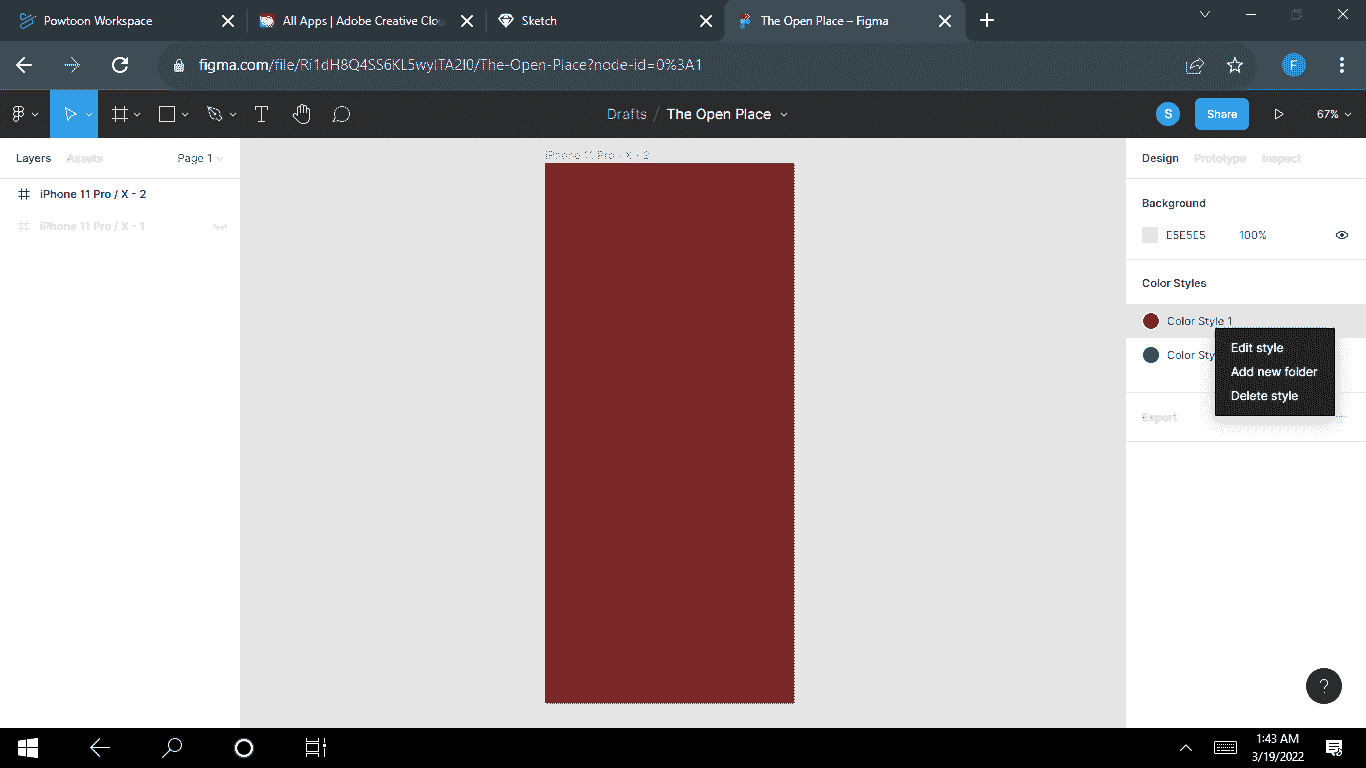 Powtoon Workspace
All Apps | Adobe Creative Clou
Sketch
The Open Place – Figma
figma.com/file/Ri1dH8Q4SS6KL5wyITA2I0/The-Open-Place?node-id=0%3A1
F
Drafts / The Open Place
S
Share
67%
Layers
Assets
Page 1
iPhone 11 Pro / X - 2
iPhone 11 Pro / X - 1
iPhone 11 Pro / X - 2
Design
Prototype
Inspect
Background
E5E5E5
100%
Color Styles
Color Style 1
Color Sty
Edit style
Add new folder
Delete style
Export
?
1:43 AM
3/19/2022